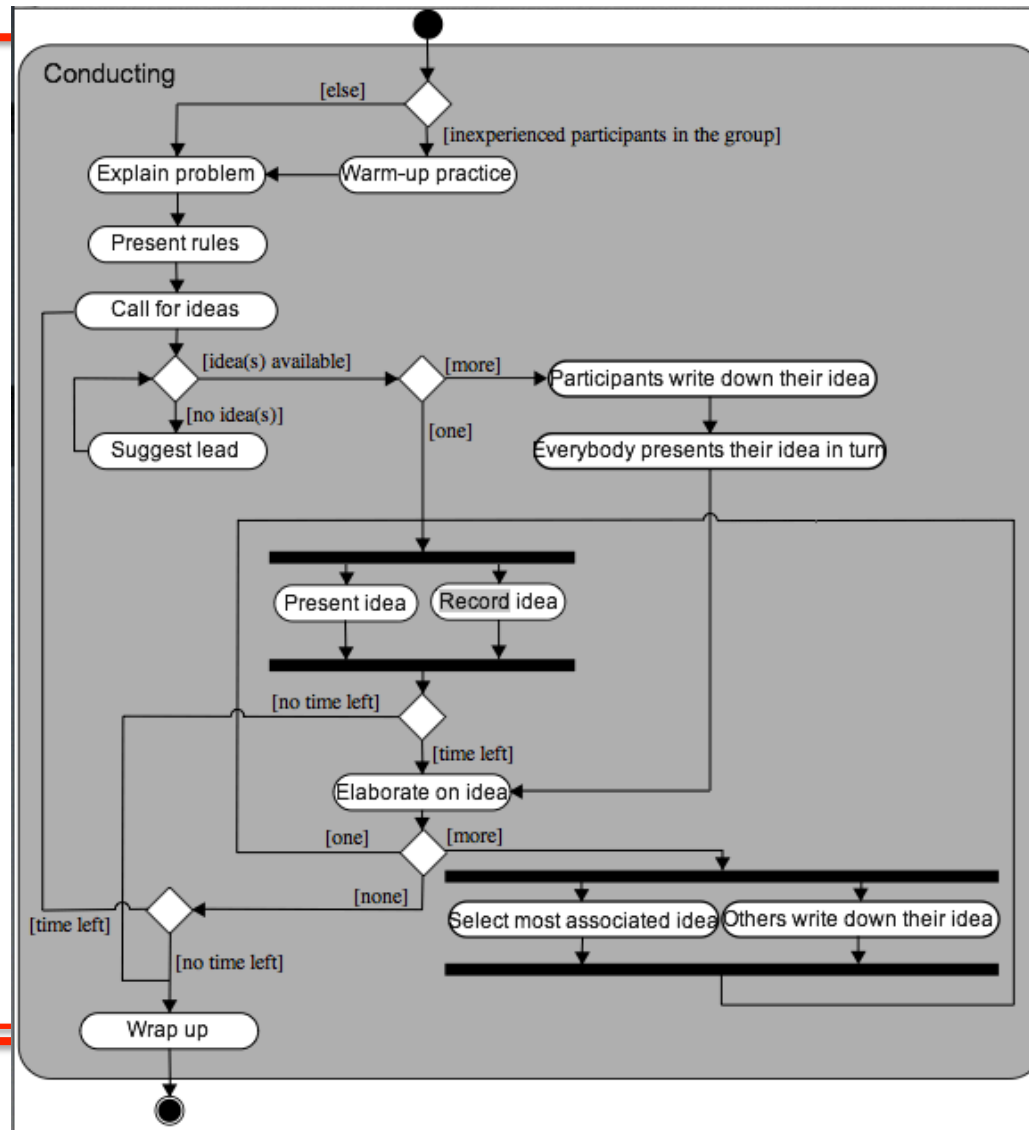 Conducting
[else]
[inexperienced participants in the group]
Explain problem
Warm-up practice
Present rules
Call for ideas
[idea(s) available]
[more]
Participants write down their idea
[no idea(s)]
[one]
Suggest lead
Everybody presents their idea in turn
Present idea
Record idea
[no time left]
[time left]
Elaborate on idea
[one]
[more]
[none]
[time left]
Select most associated idea
Others write down their idea
[no time left]
Wrap up